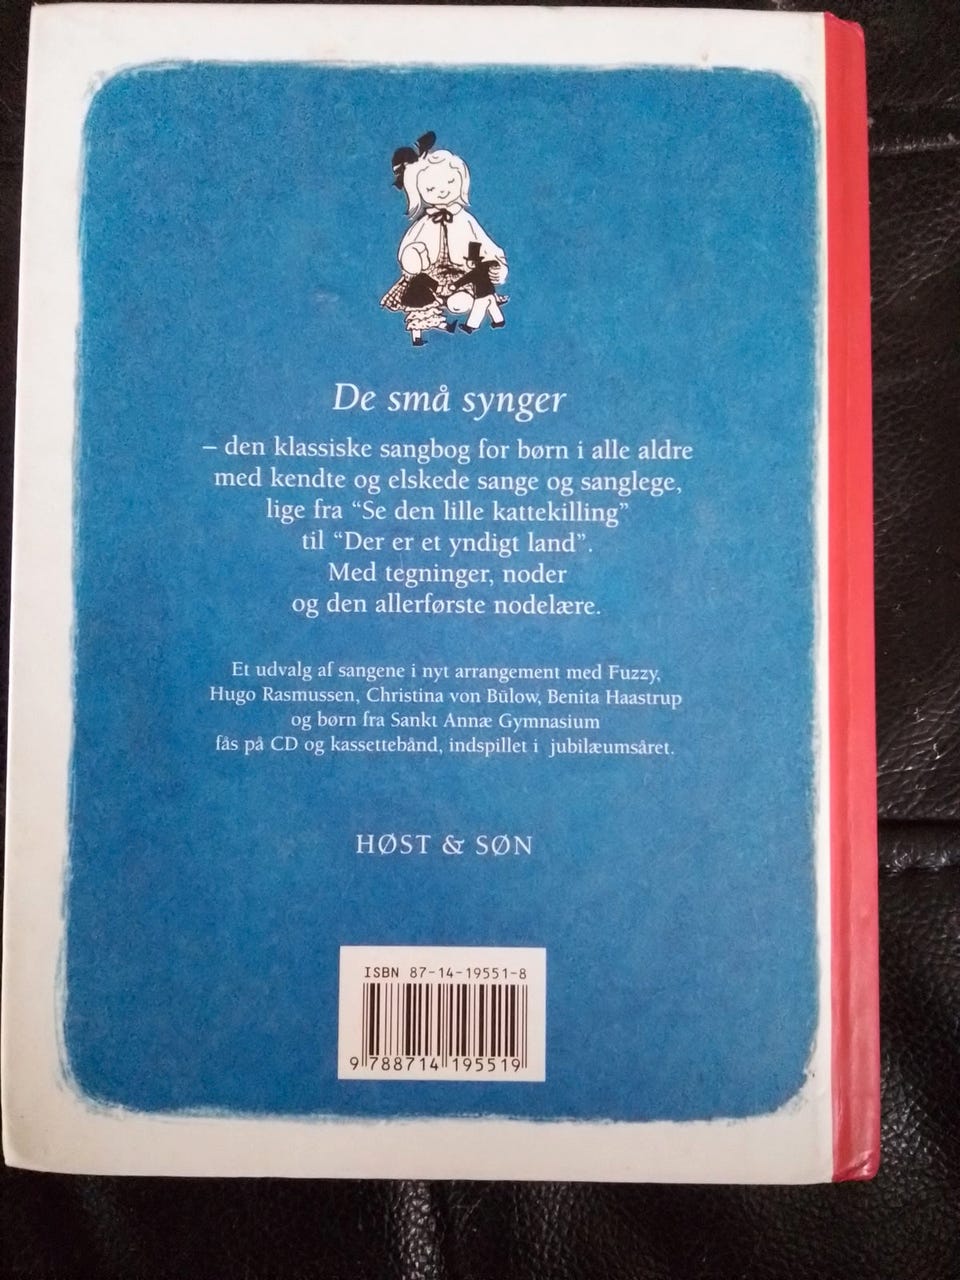 De små synger
– den klassiske sangbog for børn i alle aldre
med kendte og elskede sange og sanglege,
lige fra “Se den lille kattekilling”
til “Der er et yndigt land”.
Med tegninger, noder
og den allerførste nodelære.
Et udvalg af sangene i nyt arrangement med Fuzzy,
Hugo Rasmussen, Christina von Bülow, Benita Haastrup
og børn fra Sankt Annæ Gymnasium
fås på CD og kassettebånd, indspillet i jubilæumsåret.
HØST & SØN
ISBN 87-14-19551-8
9 788714 195519